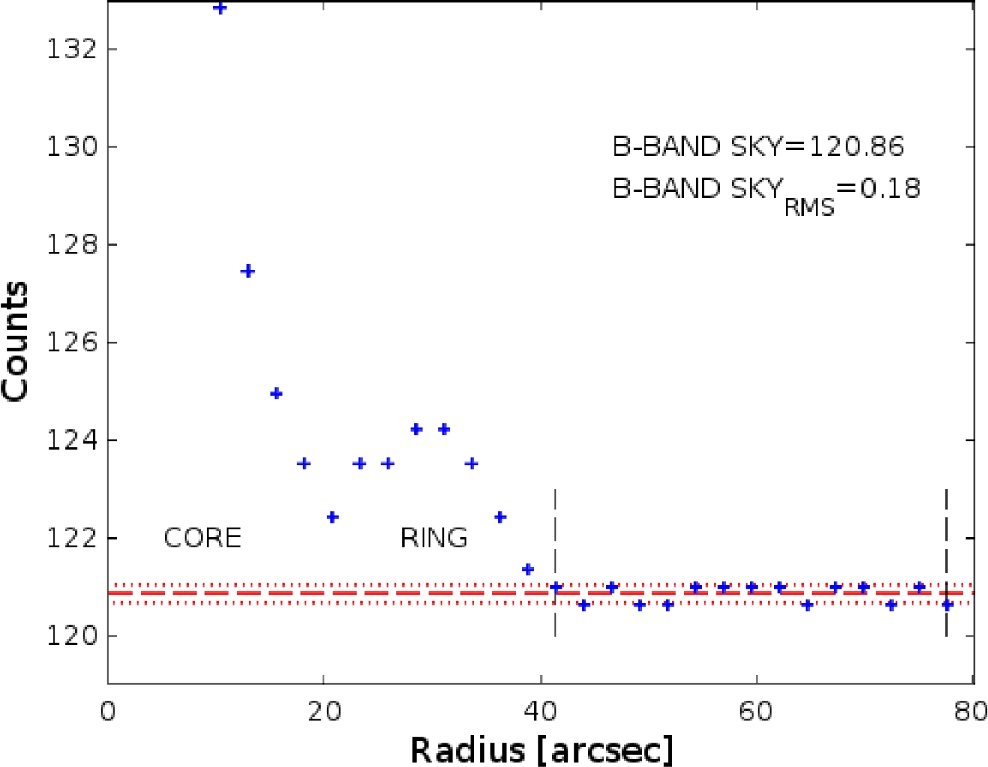 132
130
128
126
124
122
120
Counts
B-BAND SKY=120.86
B-BAND SKY_RMS=0.18
CORE
RING
0
20
40
60
80
Radius [arcsec]